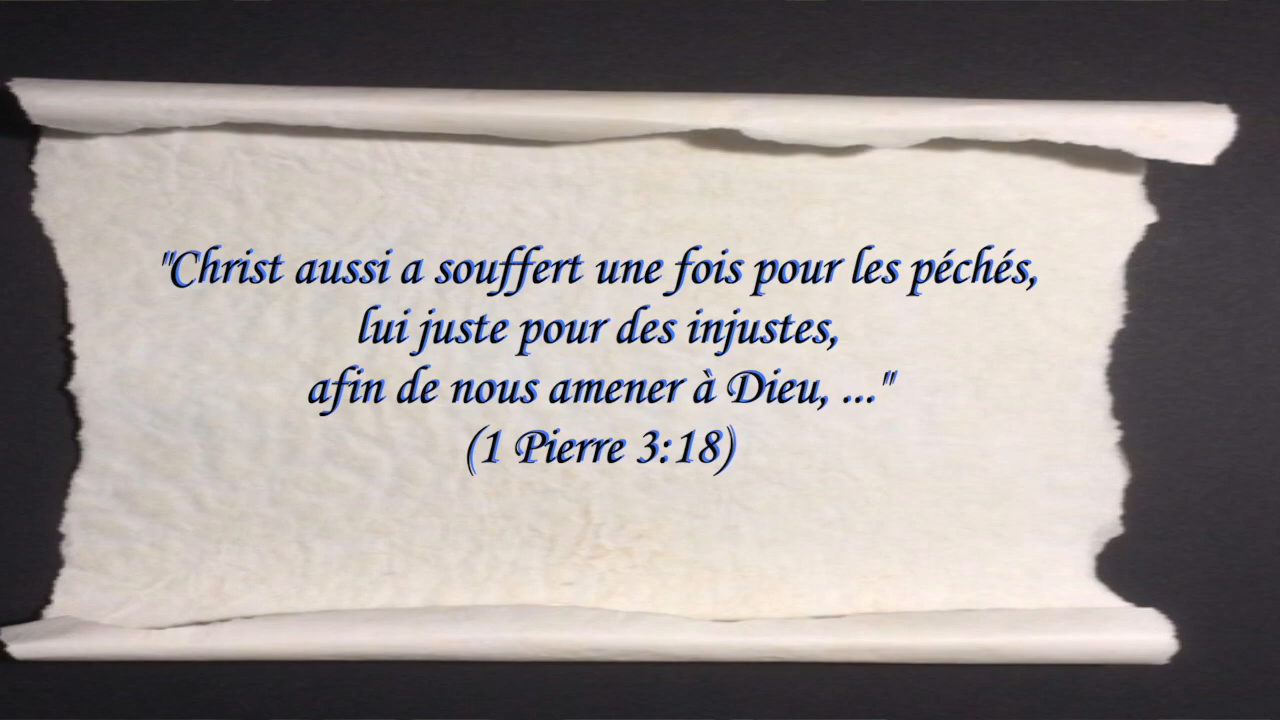 "Christ aussi a souffert une fois pour les péchés,
lui juste pour des injustes,
afin de nous amener à Dieu, ..."
(1 Pierre 3:18)